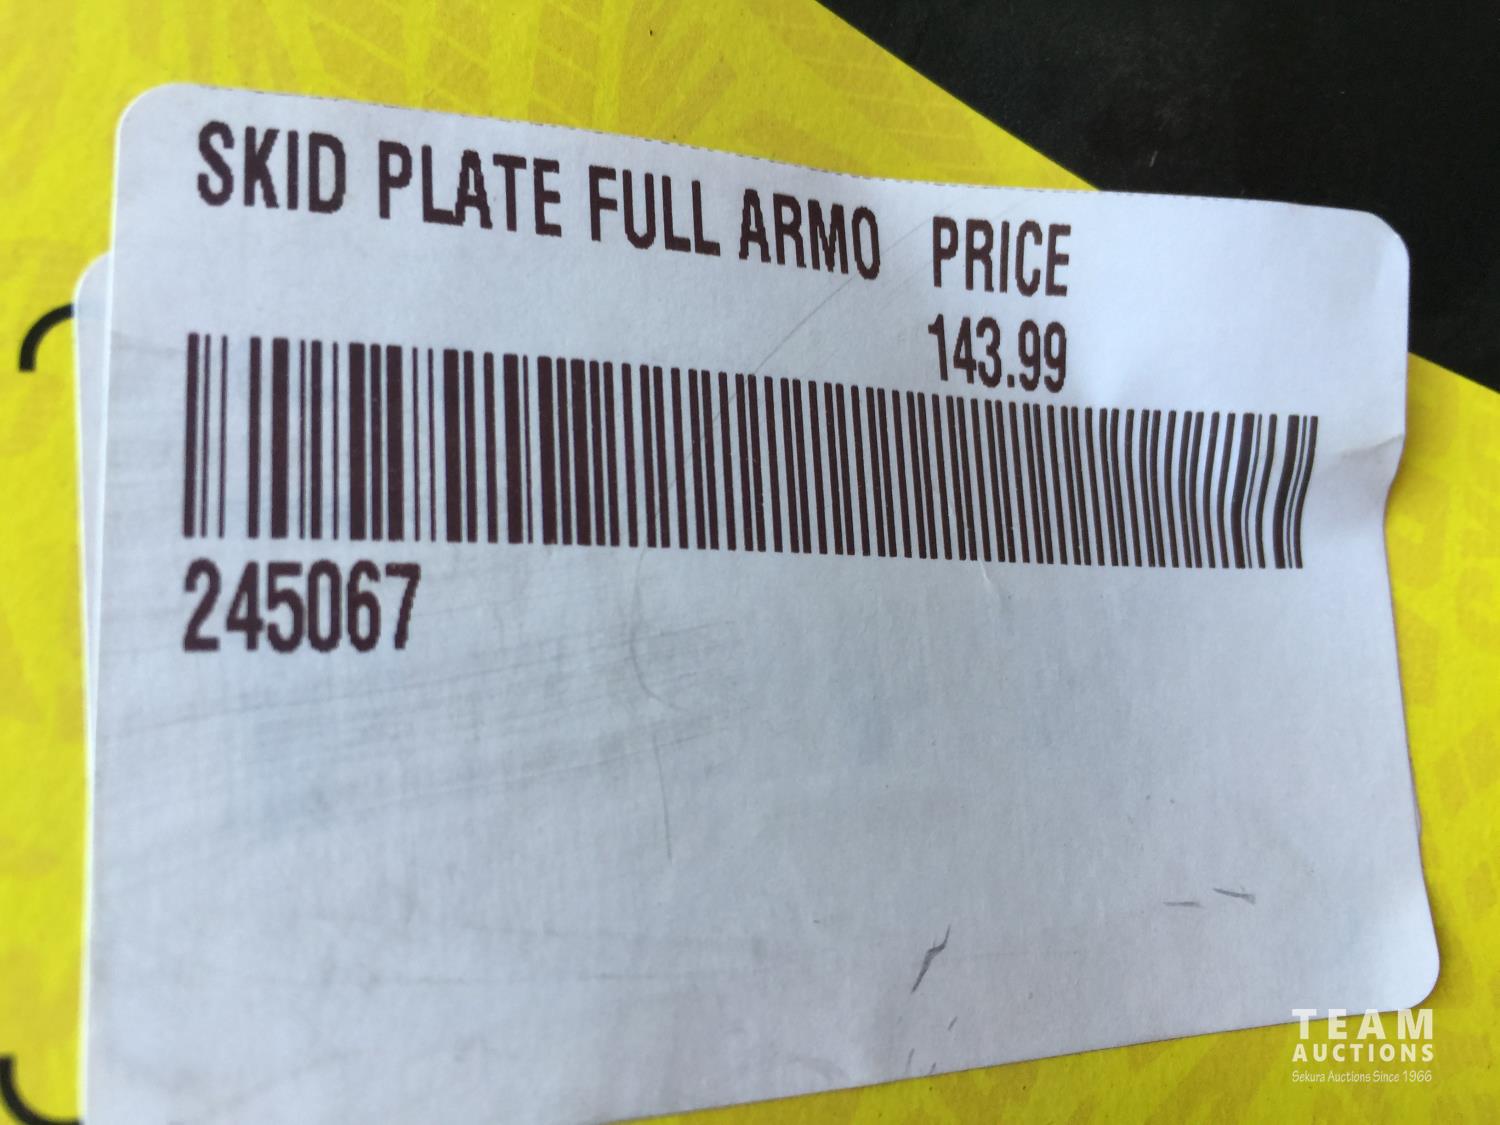 SKID PLATE FULL ARMO PRICE
143.99
245067
TEAM
AUCTIONS
Sekura Auctions Since 1966